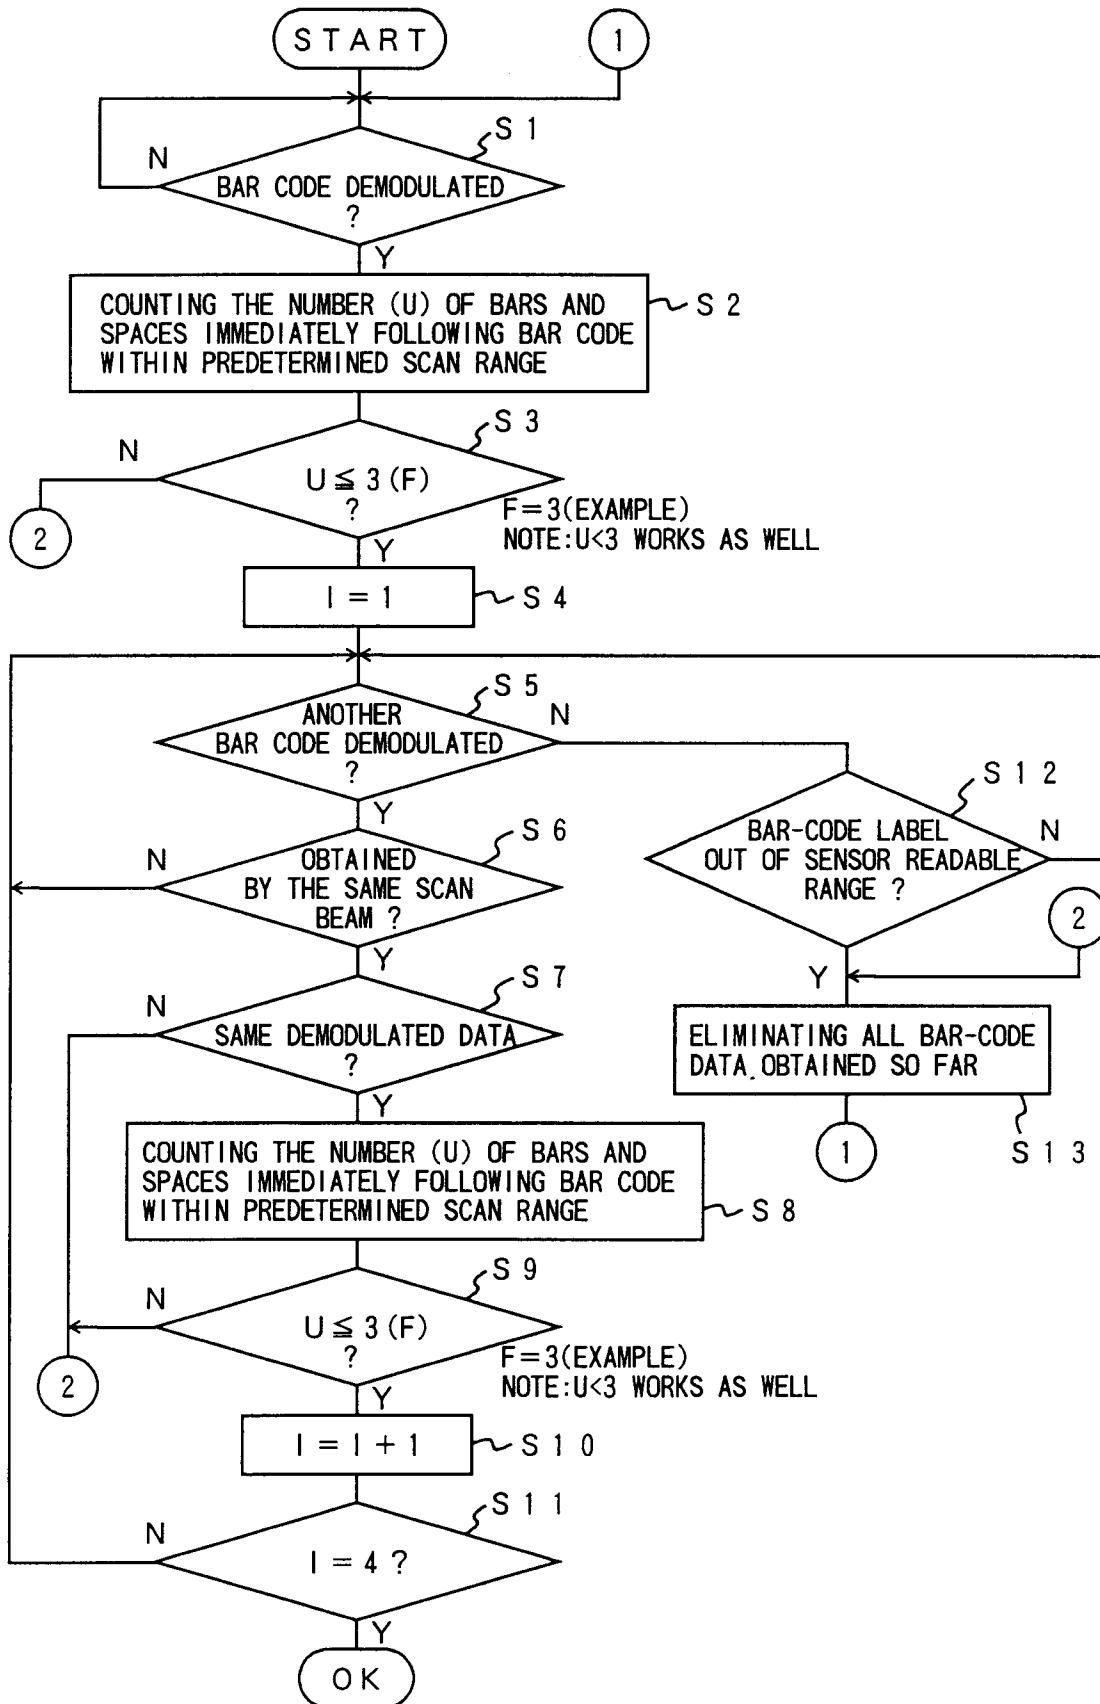 START
1
S1
N
BAR CODE DEMODULATED
?
Y
COUNTING THE NUMBER (U) OF BARS AND
SPACES IMMEDIATELY FOLLOWING BAR CODE
WITHIN PREDETERMINED SCAN RANGE
S2
S3
N
U ≦ 3 (F)
?
F=3(EXAMPLE)
NOTE:U<3 WORKS AS WELL
2
Y
I = 1
S4
S5
ANOTHER
BAR CODE DEMODULATED
?
N
Y
S12
BAR-CODE LABEL
OUT OF SENSOR READABLE
RANGE ?
N
S6
N
OBTAINED
BY THE SAME SCAN
BEAM ?
Y
2
Y
S7
N
SAME DEMODULATED DATA
?
Y
ELIMINATING ALL BAR-CODE
DATA OBTAINED SO FAR
S13
1
COUNTING THE NUMBER (U) OF BARS AND
SPACES IMMEDIATELY FOLLOWING BAR CODE
WITHIN PREDETERMINED SCAN RANGE
S8
S9
N
U ≦ 3 (F)
?
F=3(EXAMPLE)
NOTE:U<3 WORKS AS WELL
2
Y
I = I + 1
S10
S11
N
I = 4 ?
Y
OK